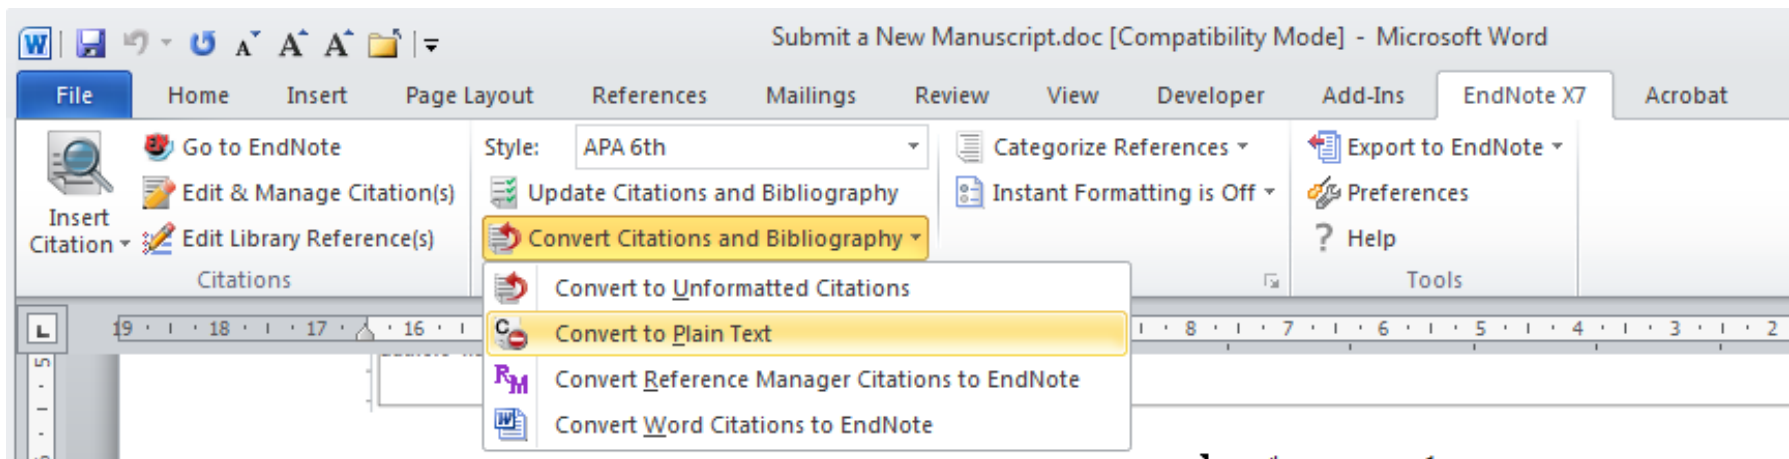 Submit a New Manuscript.doc [Compatibility Mode] - Microsoft Word
File Home Insert Page Layout References Mailings Review View Developer Add-Ins EndNote X7 Acrobat
Go to EndNote Style: APA 6th Categorize References Export to EndNote
Edit & Manage Citation(s) Update Citations and Bibliography Instant Formatting is Off Preferences
Insert
Citation Edit Library Reference(s) Convert Citations and Bibliography ? Help
Citations Tools
Convert to Unformatted Citations
19 18 17 16 8 7 6 5 4 3 2
Convert to Plain Text
Convert Reference Manager Citations to EndNote
Convert Word Citations to EndNote